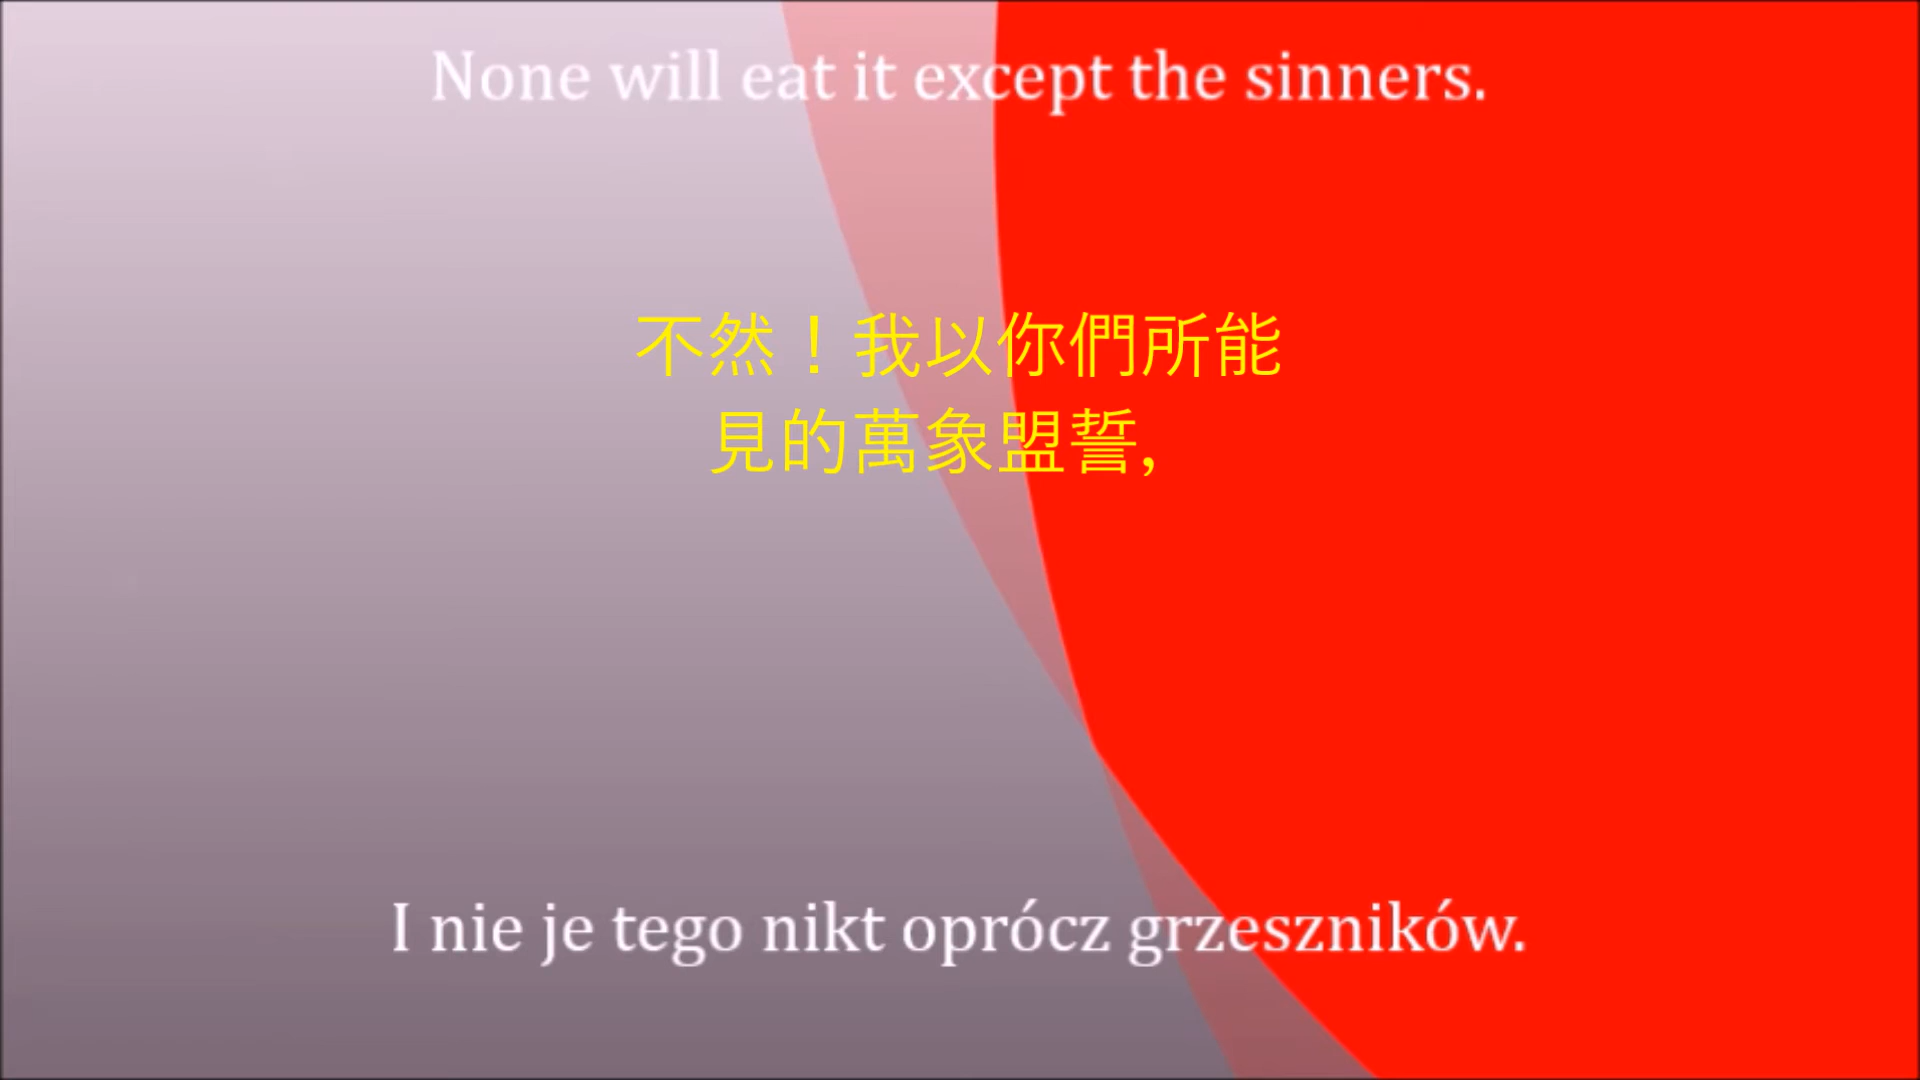 None will eat it except the sinners.
不然！我以你們所能
見的萬象盟誓,
I nie je tego nikt oprócz grzeszników.